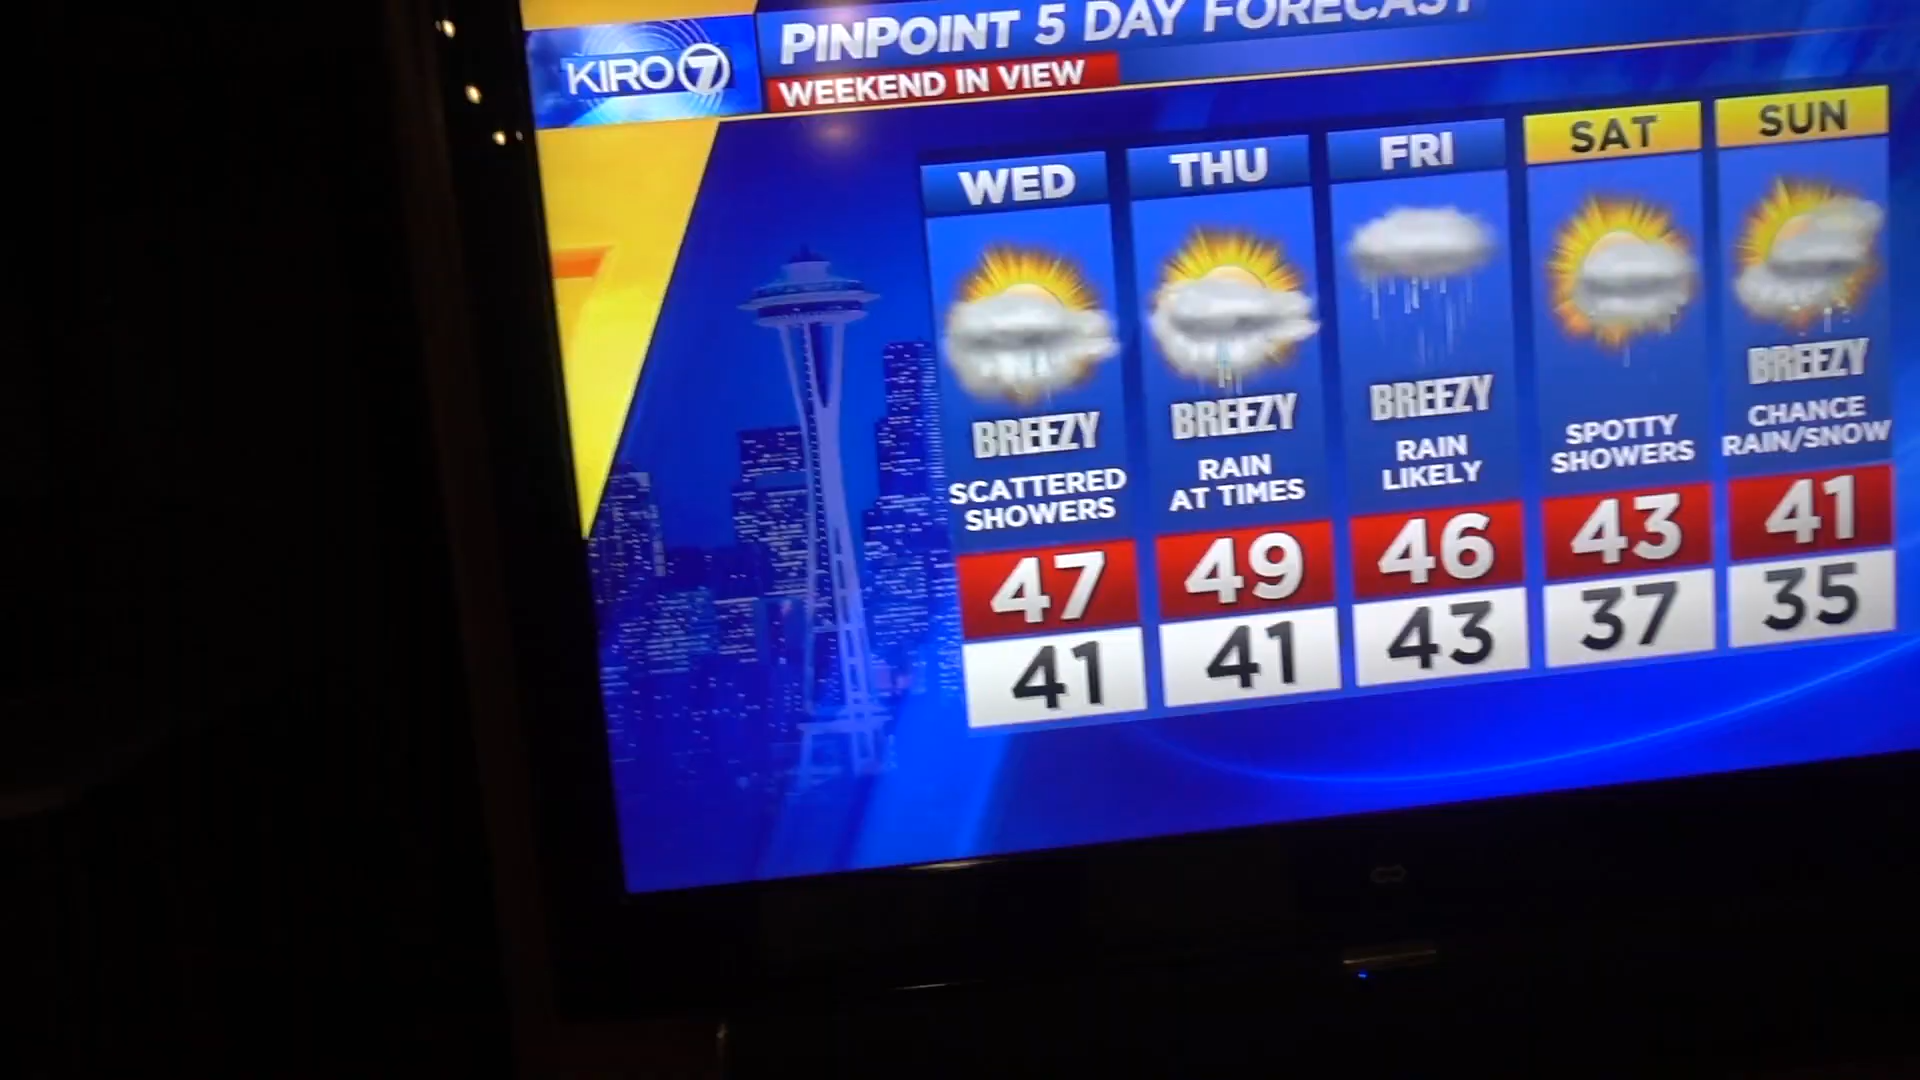 KIRO 7
PINPOINT 5 DAY FORECAST
WEEKEND IN VIEW
WED
THU
FRI
SAT
SUN
BREEZY
SCATTERED
SHOWERS
47
41
BREEZY
RAIN
AT TIMES
49
41
BREEZY
RAIN
LIKELY
46
43
SPOTTY
SHOWERS
43
37
BREEZY
CHANCE
RAIN/SNOW
41
35